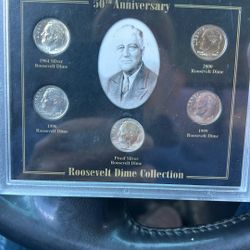 50TH Anniversary
1964 Silver
Roosevelt Dime
2000
Roosevelt Dime
1996
Roosevelt Dime
1999
Roosevelt Dime
Proof Silver
Roosevelt Dime
Roosevelt Dime Collection